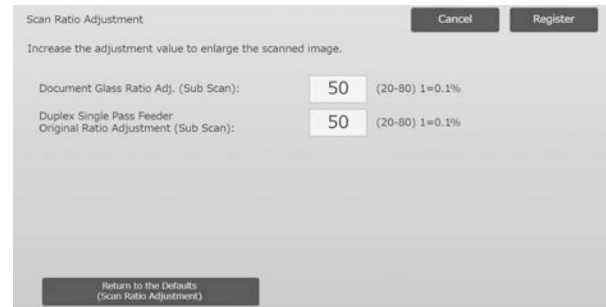 Scan Ratio Adjustment
Cancel
Register
Increase the adjustment value to enlarge the scanned image.
Document Glass Ratio Adj. (Sub Scan):
50
(20-80) 1=0.1%
Duplex Single Pass Feeder
Original Ratio Adjustment (Sub Scan):
50
(20-80) 1=0.1%
Return to the Defaults
(Scan Ratio Adjustment)